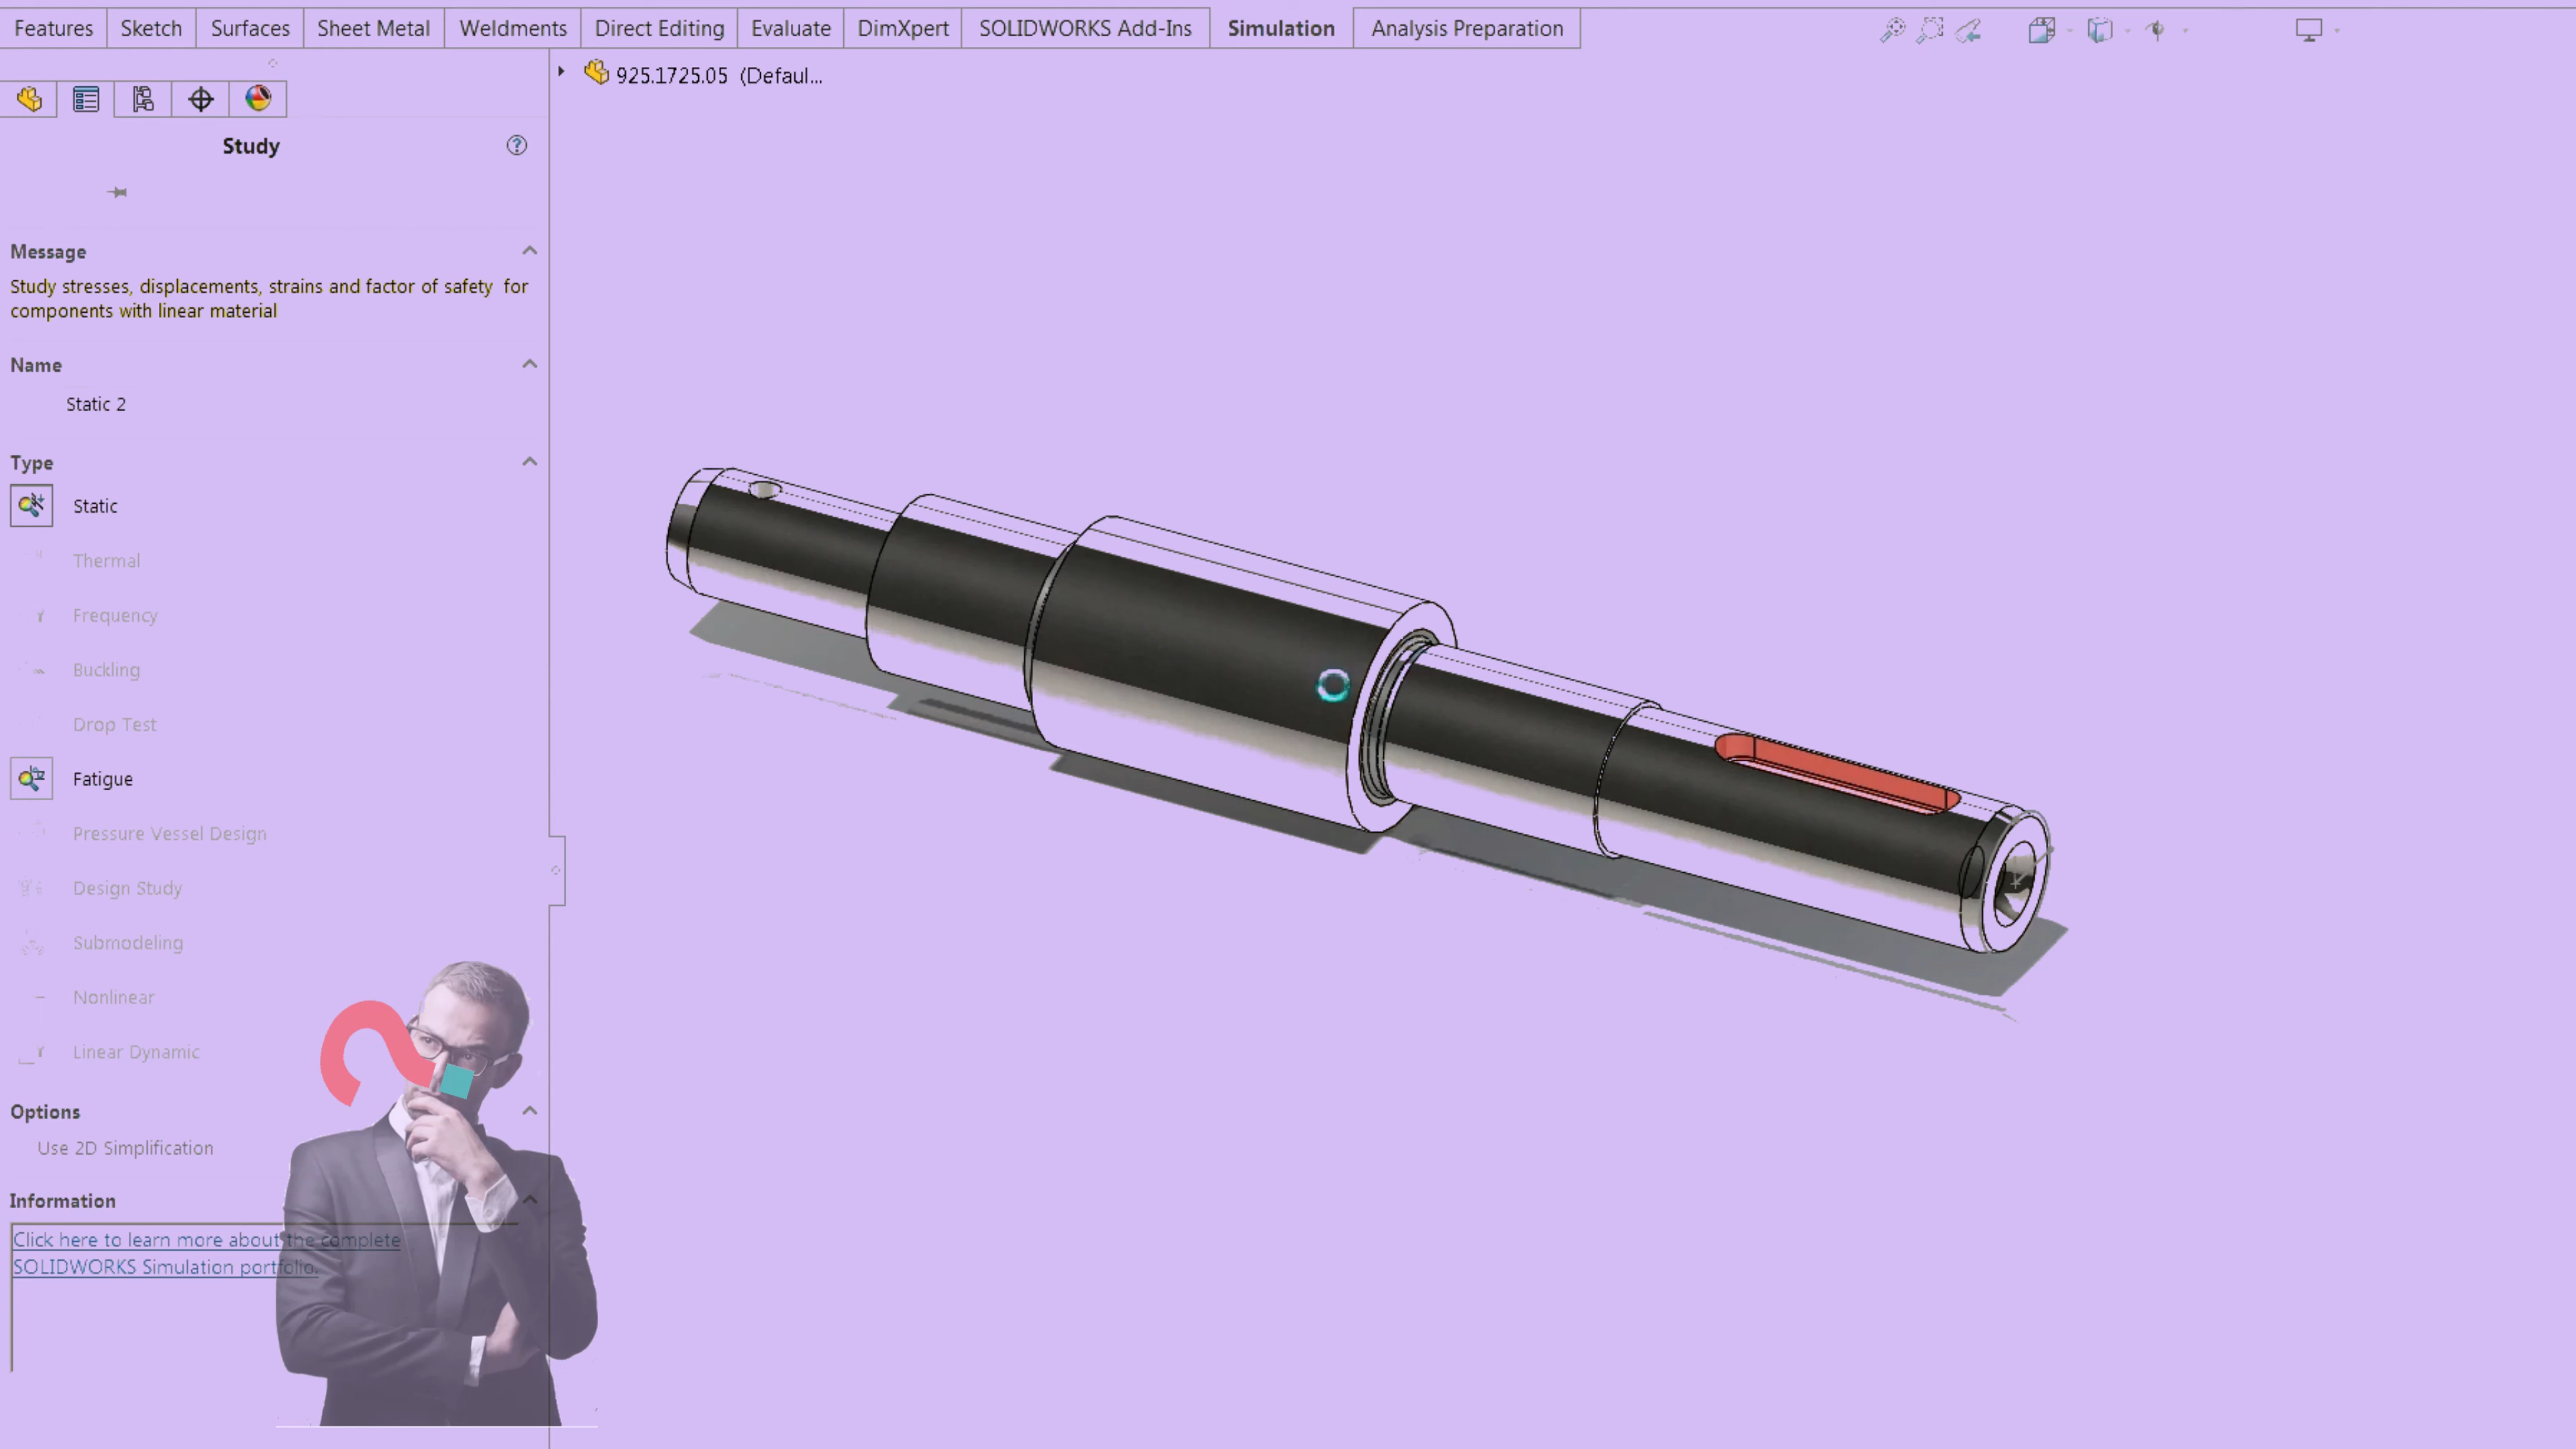 Features Sketch Surfaces Sheet Metal Weldments Direct Editing Evaluate DimXpert SOLIDWORKS Add-Ins Simulation Analysis Preparation
925.1725.05 (Defaul...
Study
Message
Study stresses, displacements, strains and factor of safety for
components with linear material
Name
Static 2
Type
Static
Thermal
Frequency
Buckling
Drop Test
Fatigue
Pressure Vessel Design
Design Study
Submodeling
Nonlinear
Linear Dynamic
?
Options
Use 2D Simplification
Information
Click here to learn more about the complete
SOLIDWORKS Simulation portfolio.